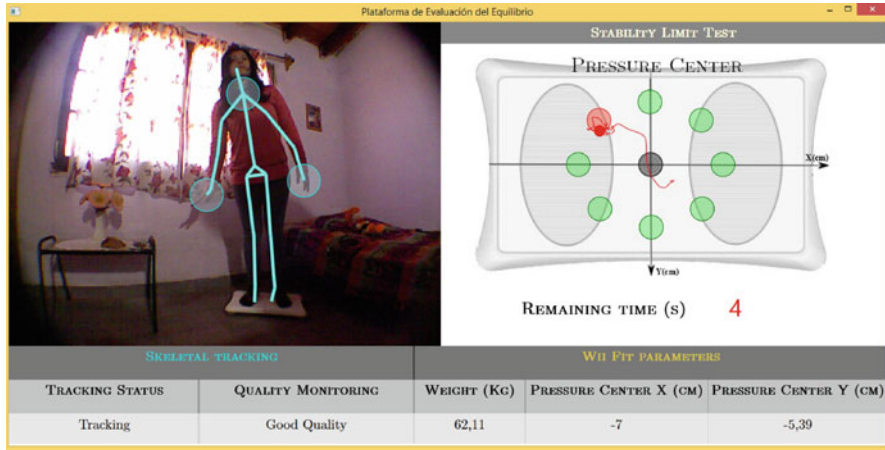 Plataforma de Evaluación del Equilibrio
STABILITY LIMIT TEST
PRESSURE CENTER
X(cm)
Y(cm)
REMAINING TIME (S) 4
SKELETAL TRACKING
WII FIT PARAMETERS
TRACKING STATUS QUALITY MONITORING WEIGHT (KG) PRESSURE CENTER X (CM) PRESSURE CENTER Y (CM)
Tracking Good Quality 62,11 -7 -5,39